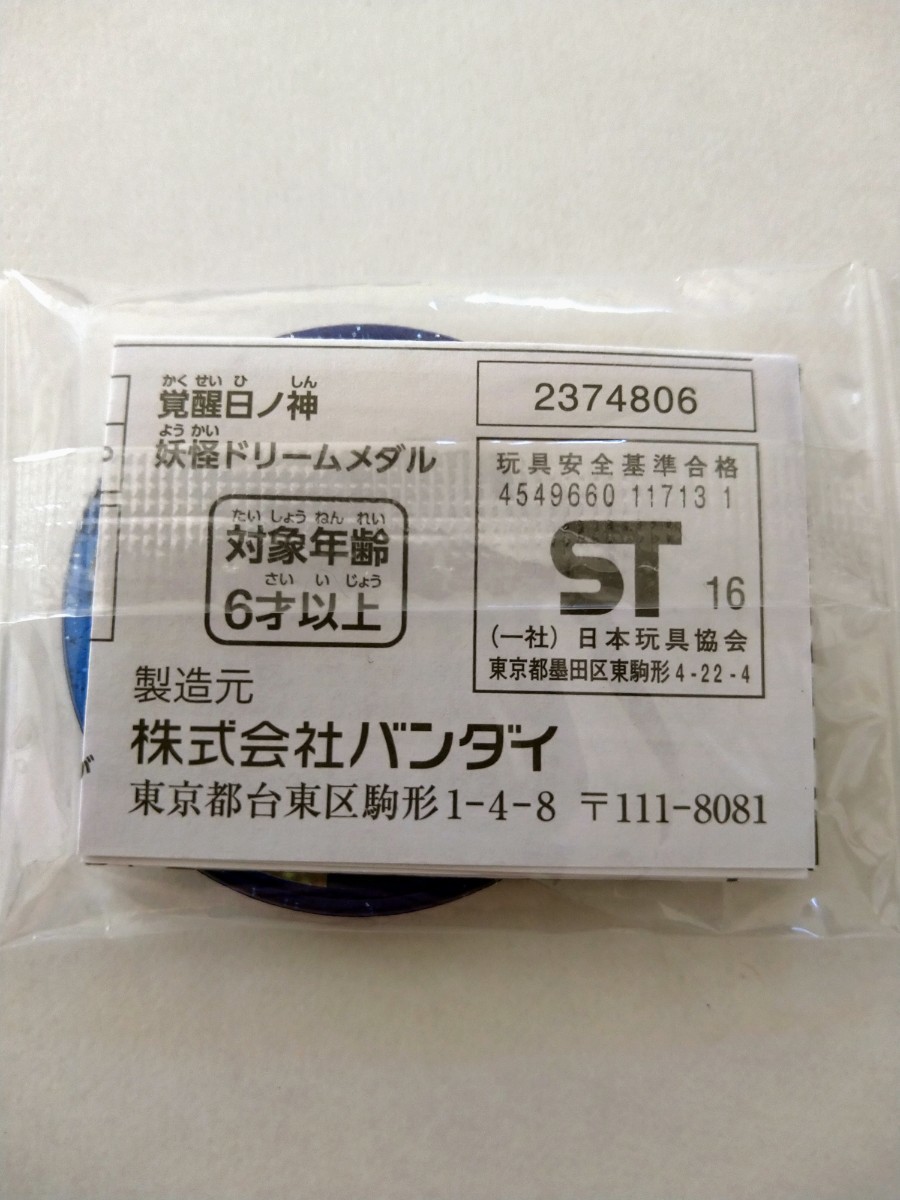 かくせいひ しん
覚醒日ノ神
ようかい
妖怪ドリームメダル
たいしょうねんれい
対象年齢
さい いじょう
6才以上
2374806
玩具安全基準合格
4549660 11713 1
ST 16
(一社)日本玩具協会
東京都墨田区東駒形4-22-4
製造元
株式会社バンダイ
東京都台東区駒形1-4-8 〒111-8081